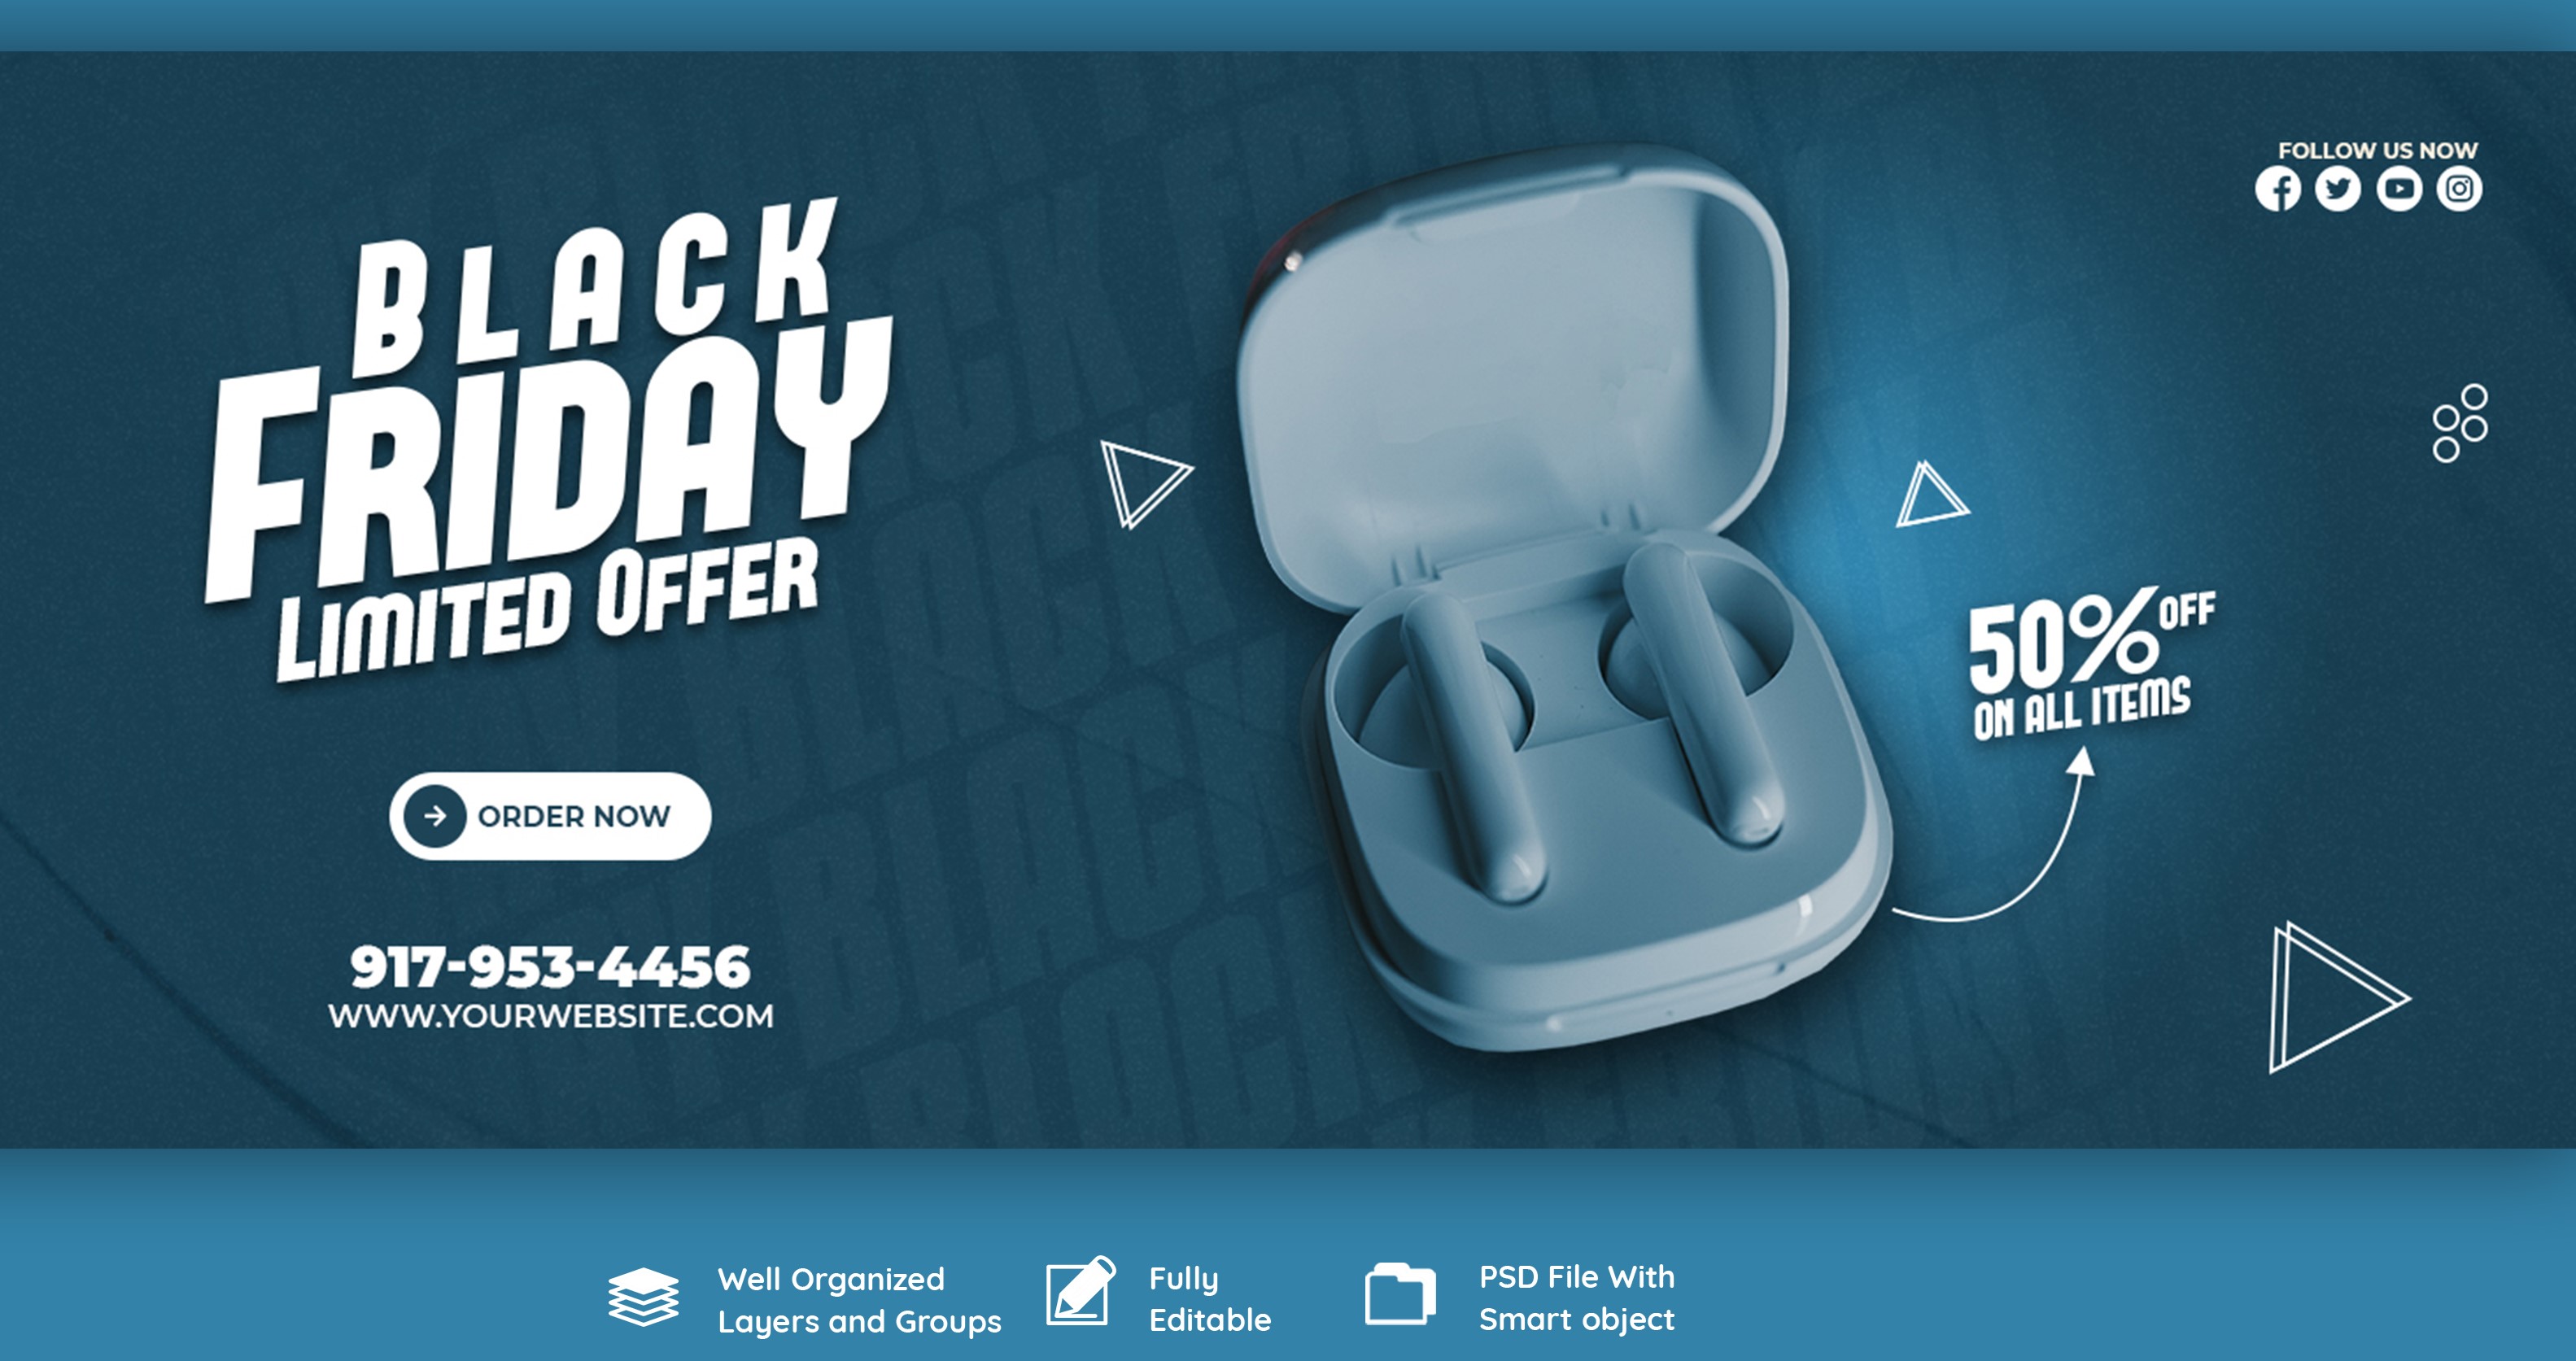 BLACK
FRIDAY
LIMITED OFFER
ORDER NOW
917-953-4456
WWW.YOURWEBSITE.COM
FOLLOW US NOW
50% OFF
ON ALL ITEMS
Well Organized
Layers and Groups
Fully
Editable
PSD File With
Smart object